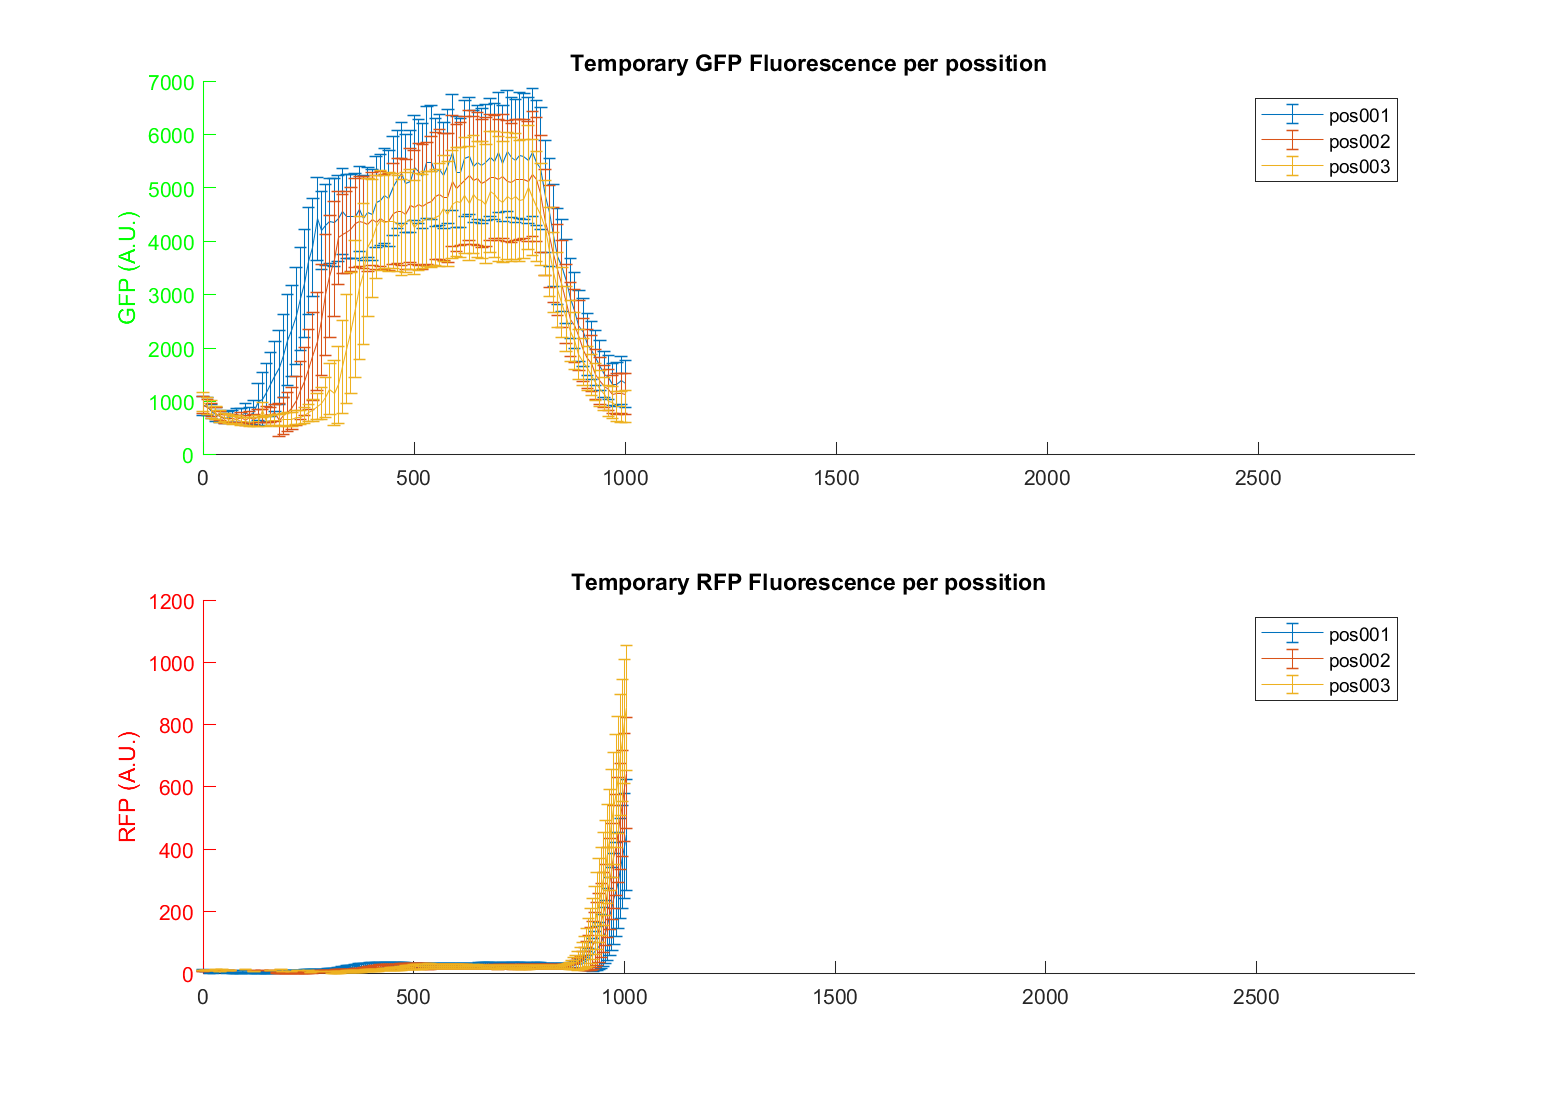 Temporary GFP Fluorescence per possition
7000
6000
5000
4000
3000
2000
1000
0
GFP (A.U.)
0 500 1000 1500 2000 2500
pos001
pos002
pos003
Temporary RFP Fluorescence per possition
1200
1000
800
600
400
200
0
RFP (A.U.)
0 500 1000 1500 2000 2500
pos001
pos002
pos003